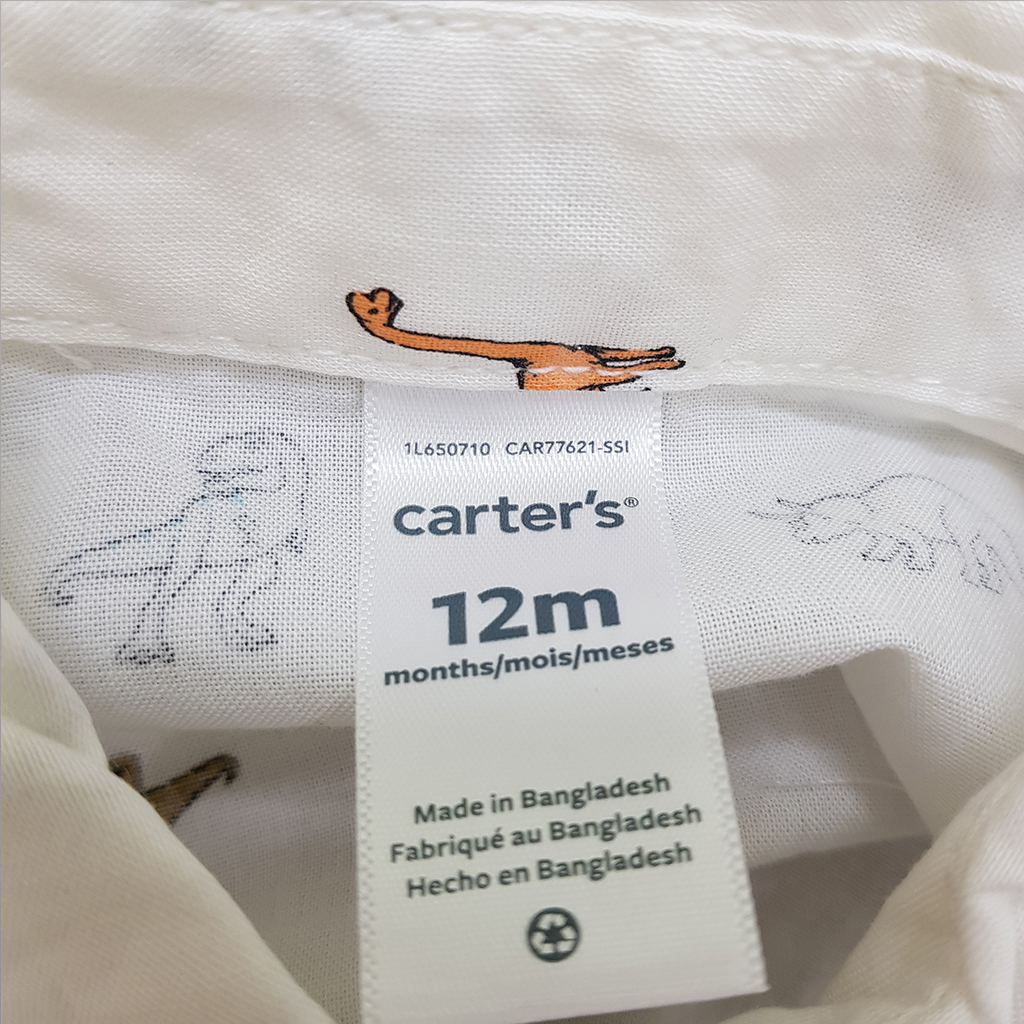 1L650710 CAR77621-SSI
carter's®
12m
months/mois/meses
Made in Bangladesh
Fabriqué au Bangladesh
Hecho en Bangladesh